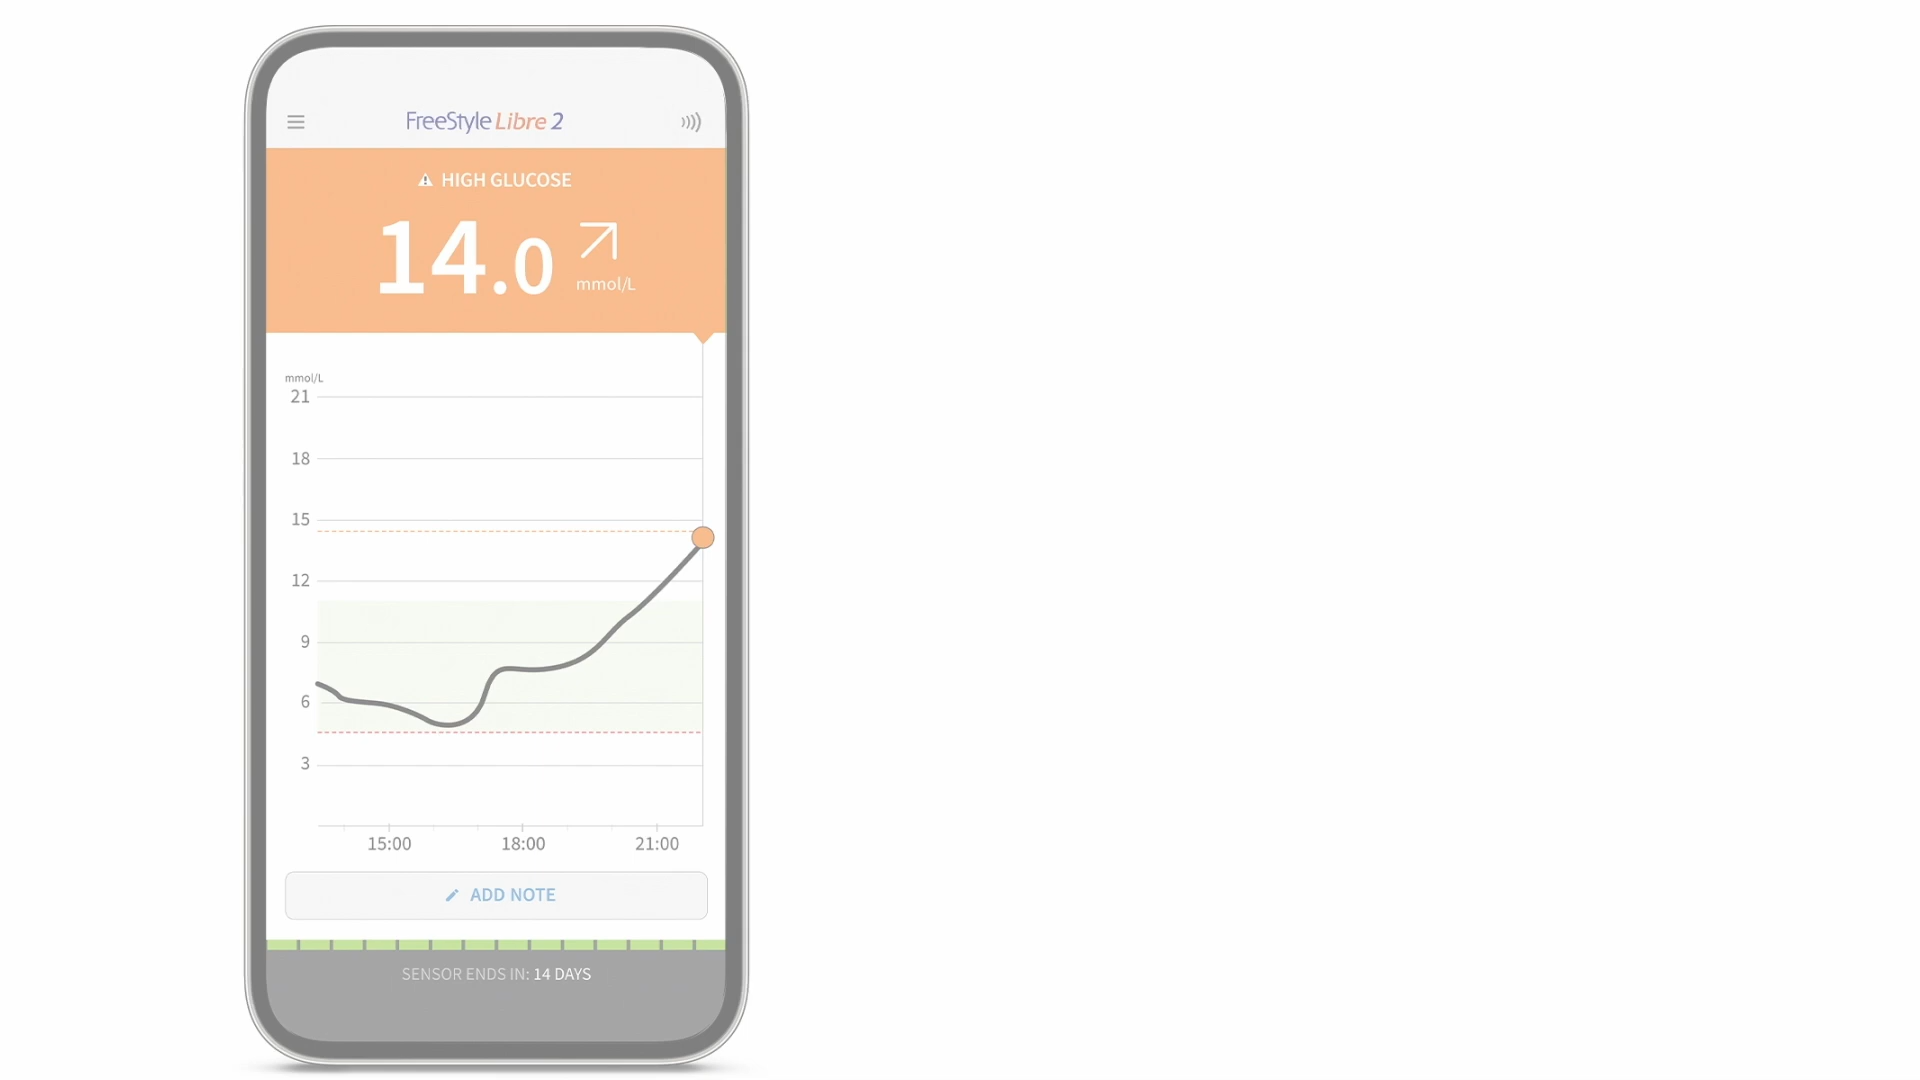 FreeStyle Libre 2
HIGH GLUCOSE
14.0
mmol/L
mmol/L
21
18
15
12
9
6
3
15:00 18:00 21:00
ADD NOTE
SENSOR ENDS IN: 14 DAYS